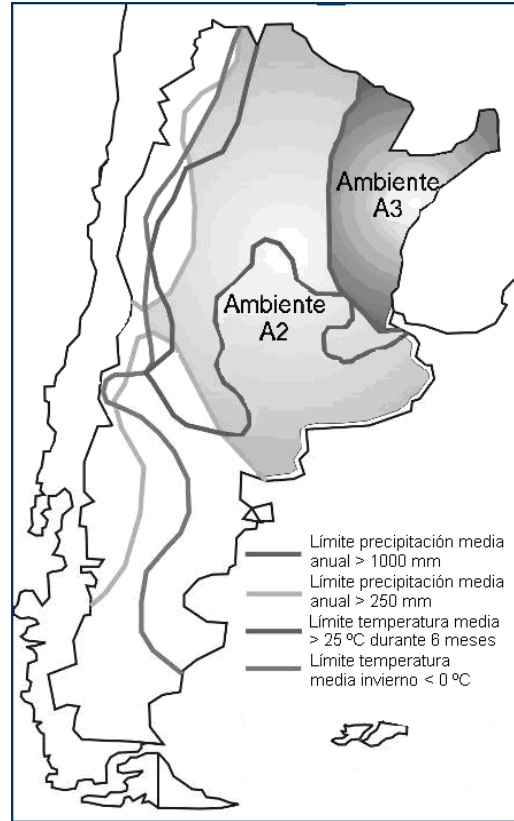 Ambiente
A3
Ambiente
A2
Límite precipitación media
anual > 1000 mm
Límite precipitación media
anual > 250 mm
Límite temperatura media
> 25 ºC durante 6 meses
Límite temperatura
media invierno < 0 ºC